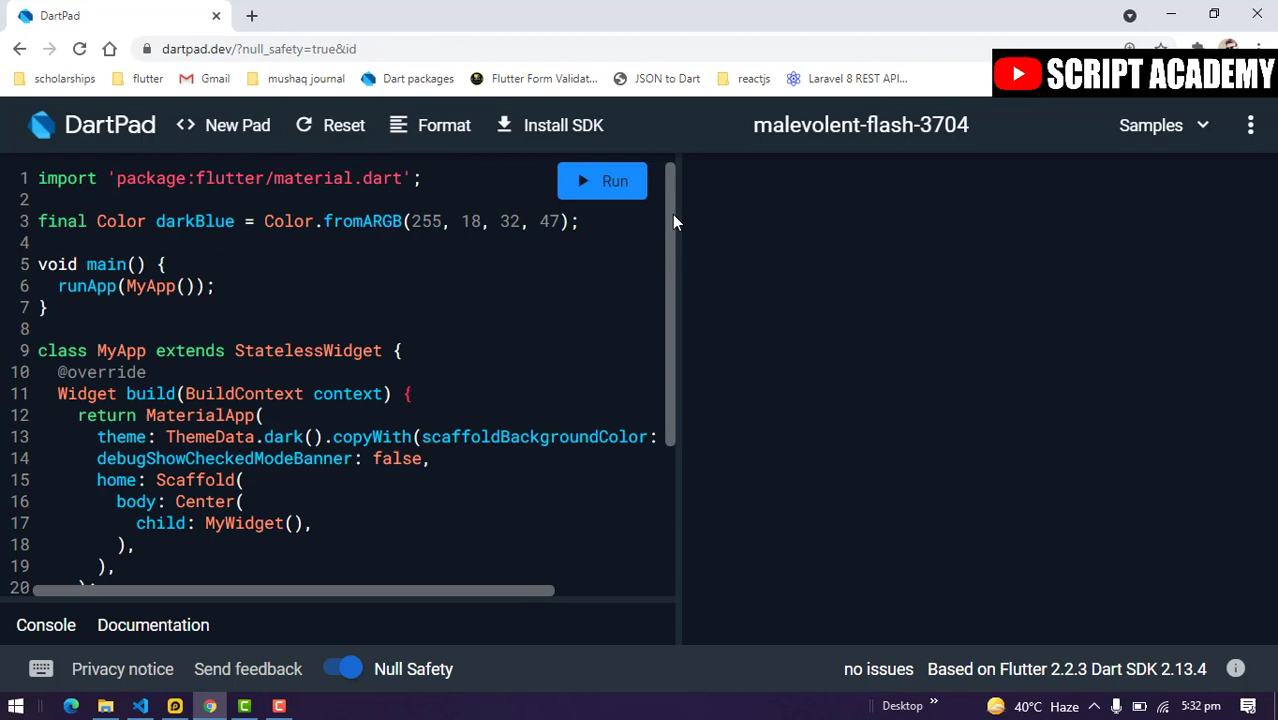 DartPad
dartpad.dev/?null_safety=true&id
scholarships flutter Gmail mushaq journal Dart packages Flutter Form Validat... JSON to Dart reactjs Laravel 8 REST API...
SCRIPT ACADEMY
DartPad <> New Pad Reset Format Install SDK malevolent-flash-3704 Samples
Run
1 import 'package:flutter/material.dart';
2
3 final Color darkBlue = Color.fromARGB(255, 18, 32, 47);
4
5 void main() {
6 runApp(MyApp());
7 }
8
9 class MyApp extends StatelessWidget {
10 @override
11 Widget build(BuildContext context) {
12 return MaterialApp(
13 theme: ThemeData.dark().copyWith(scaffoldBackgroundColor:
14 debugShowCheckedModeBanner: false,
15 home: Scaffold(
16 body: Center(
17 child: MyWidget(),
18 ),
19 ),
20 );
Console Documentation
Privacy notice Send feedback Null Safety no issues Based on Flutter 2.2.3 Dart SDK 2.13.4
Desktop 40°C Haze 5:32 pm